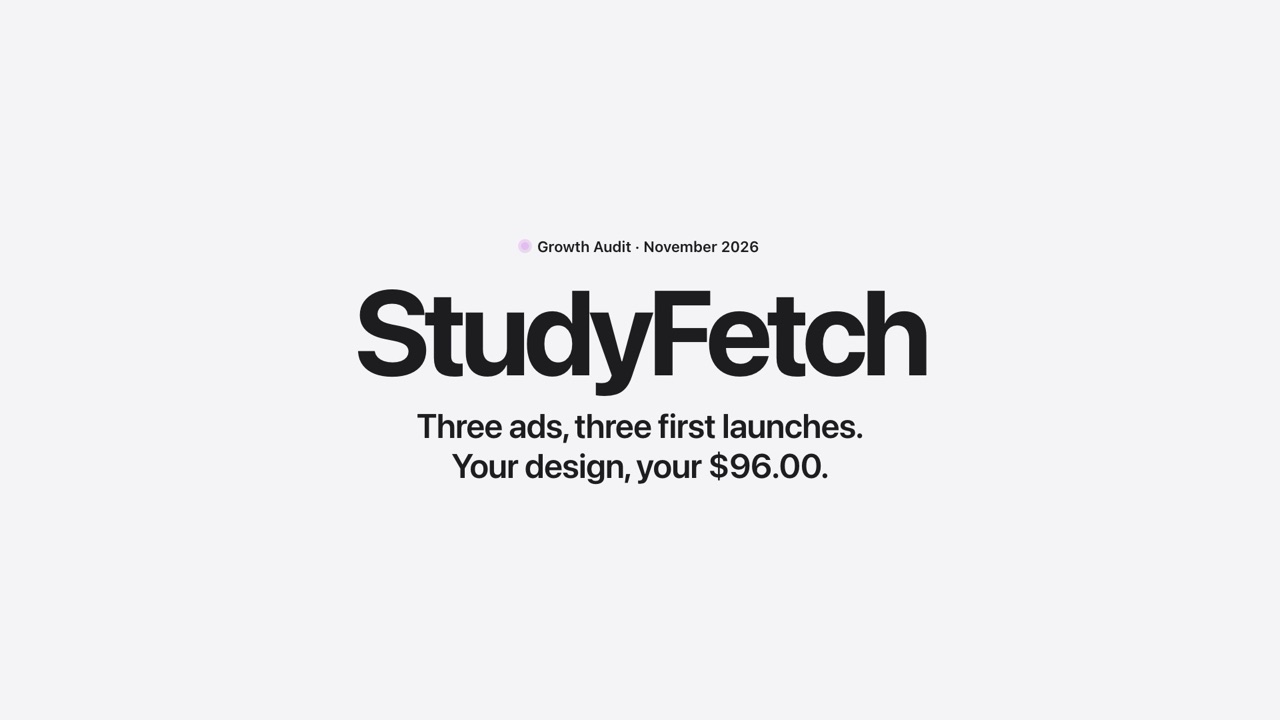 Growth Audit · November 2026
StudyFetch
Three ads, three first launches.
Your design, your $96.00.